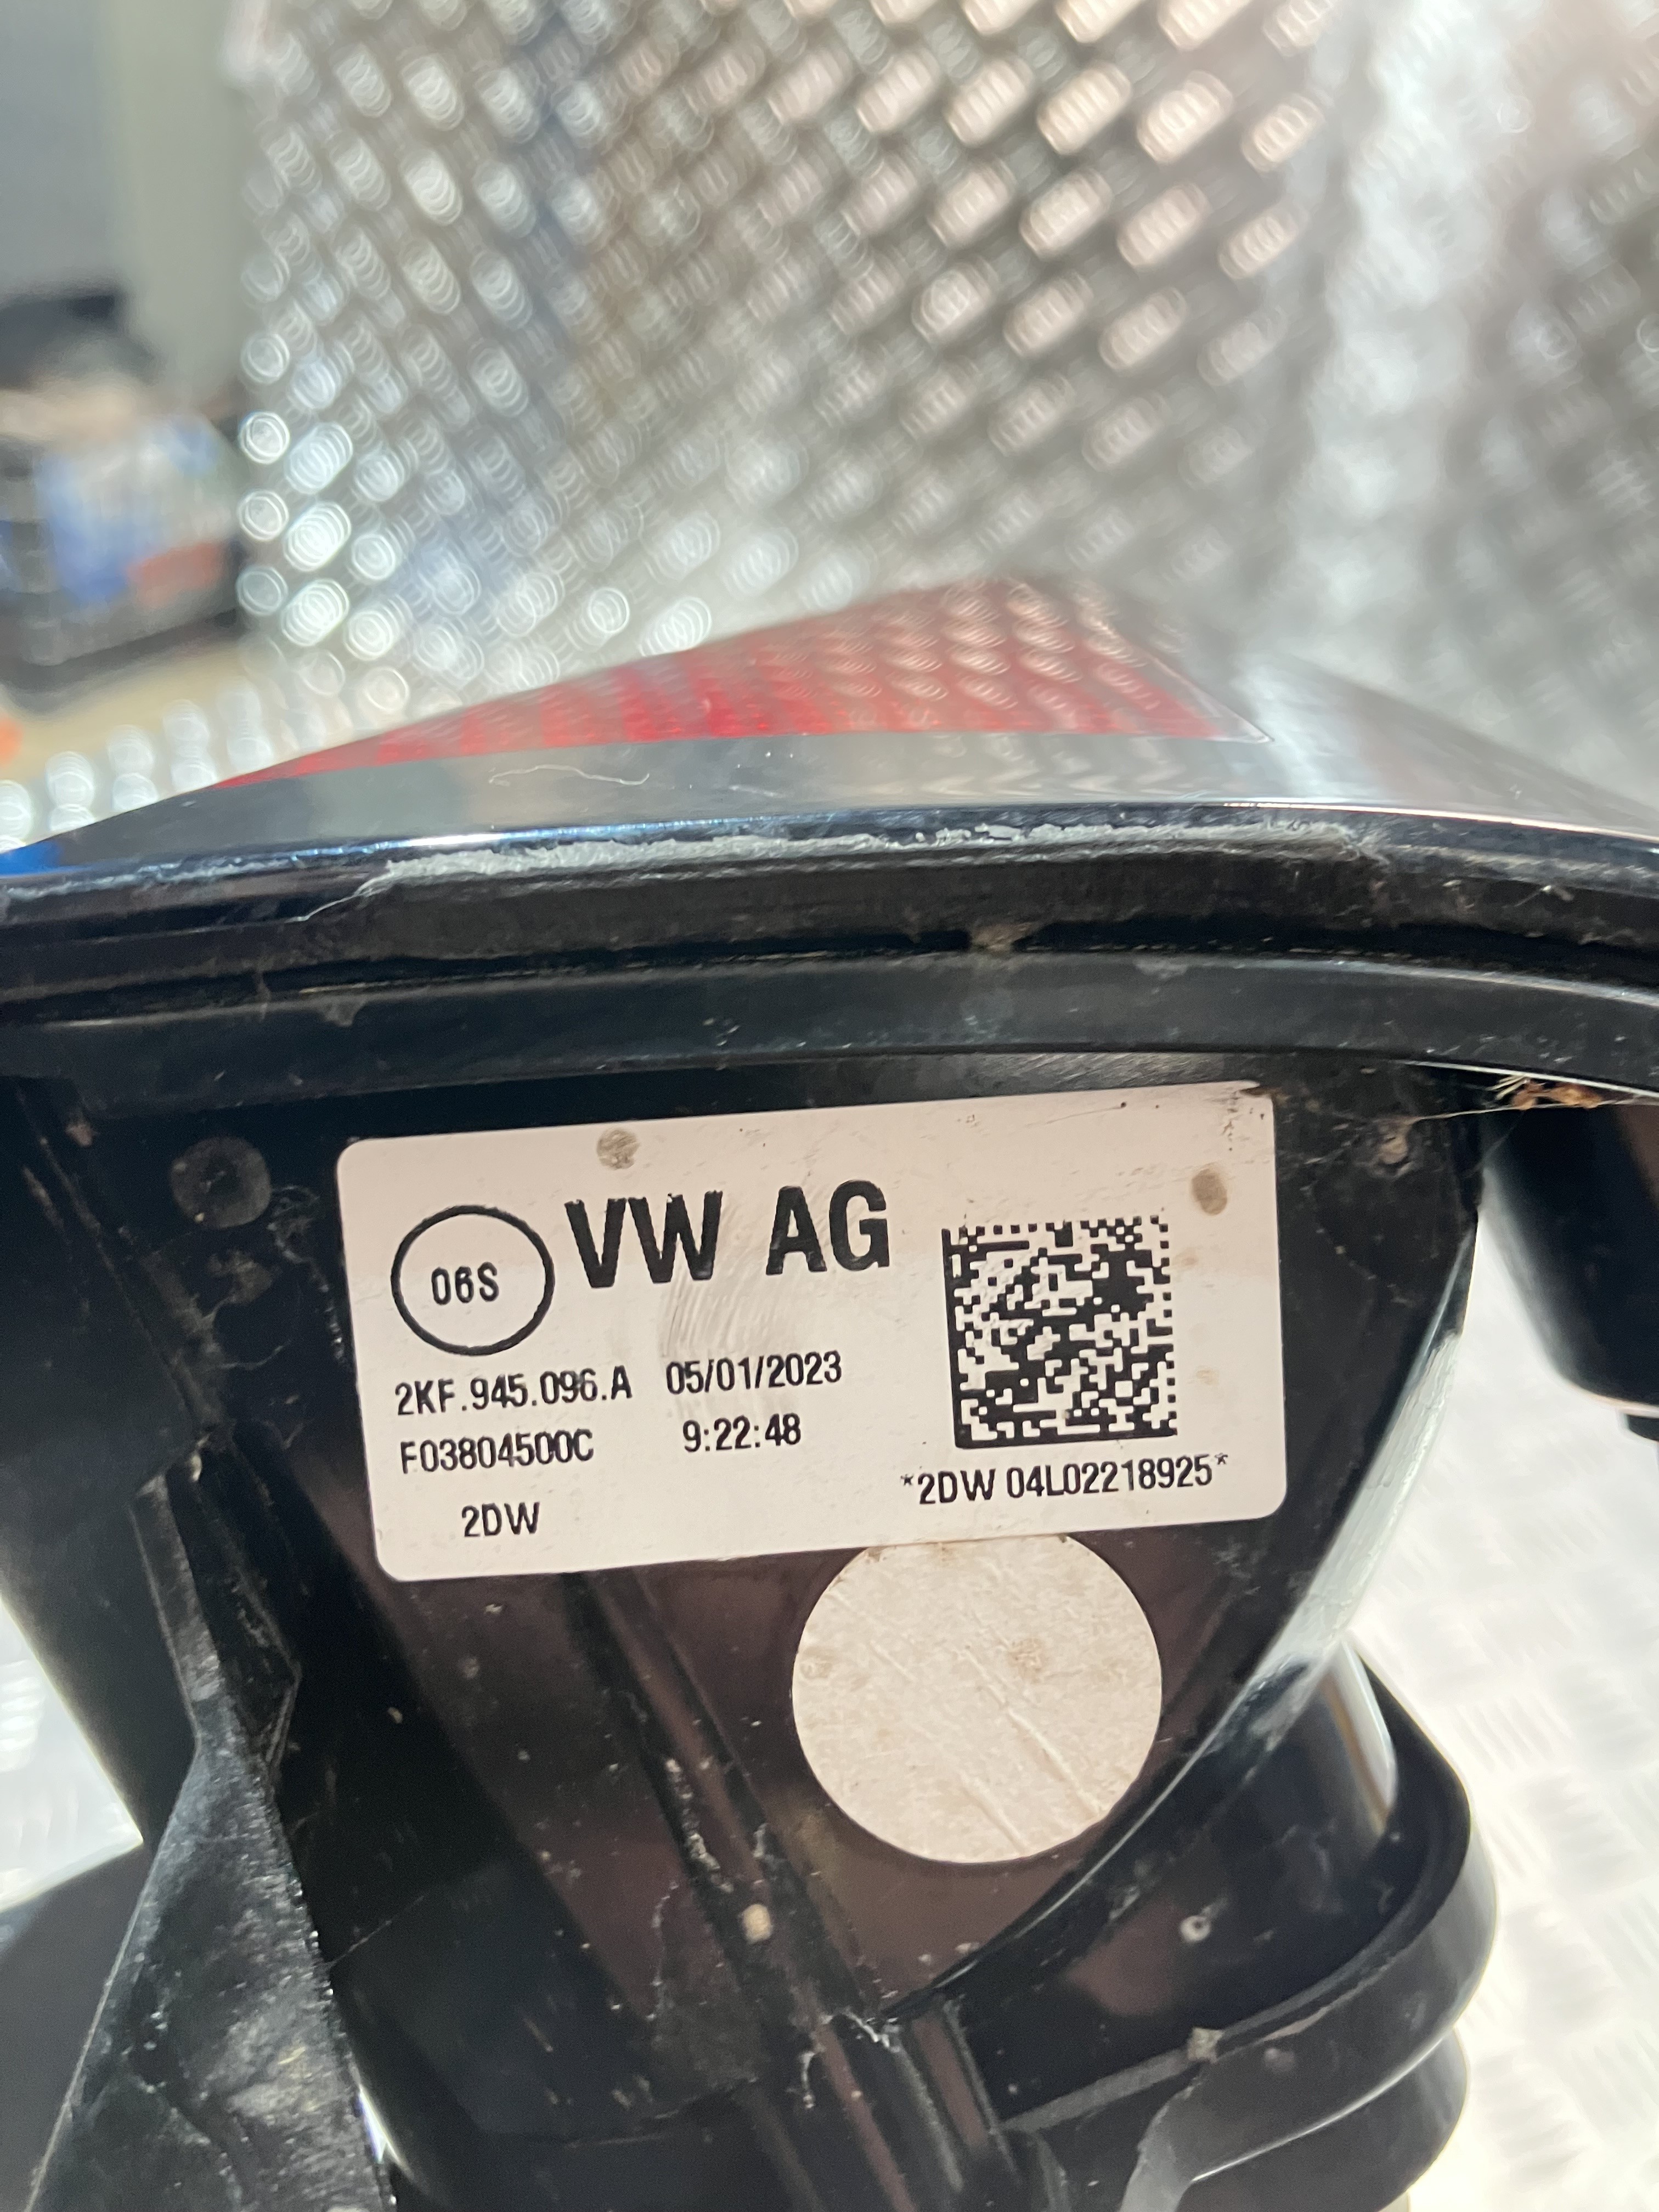 06S VW AG
2KF.945.096.A 05/01/2023
F03804500C 9:22:48
2DW
*2DW 04L02218925*